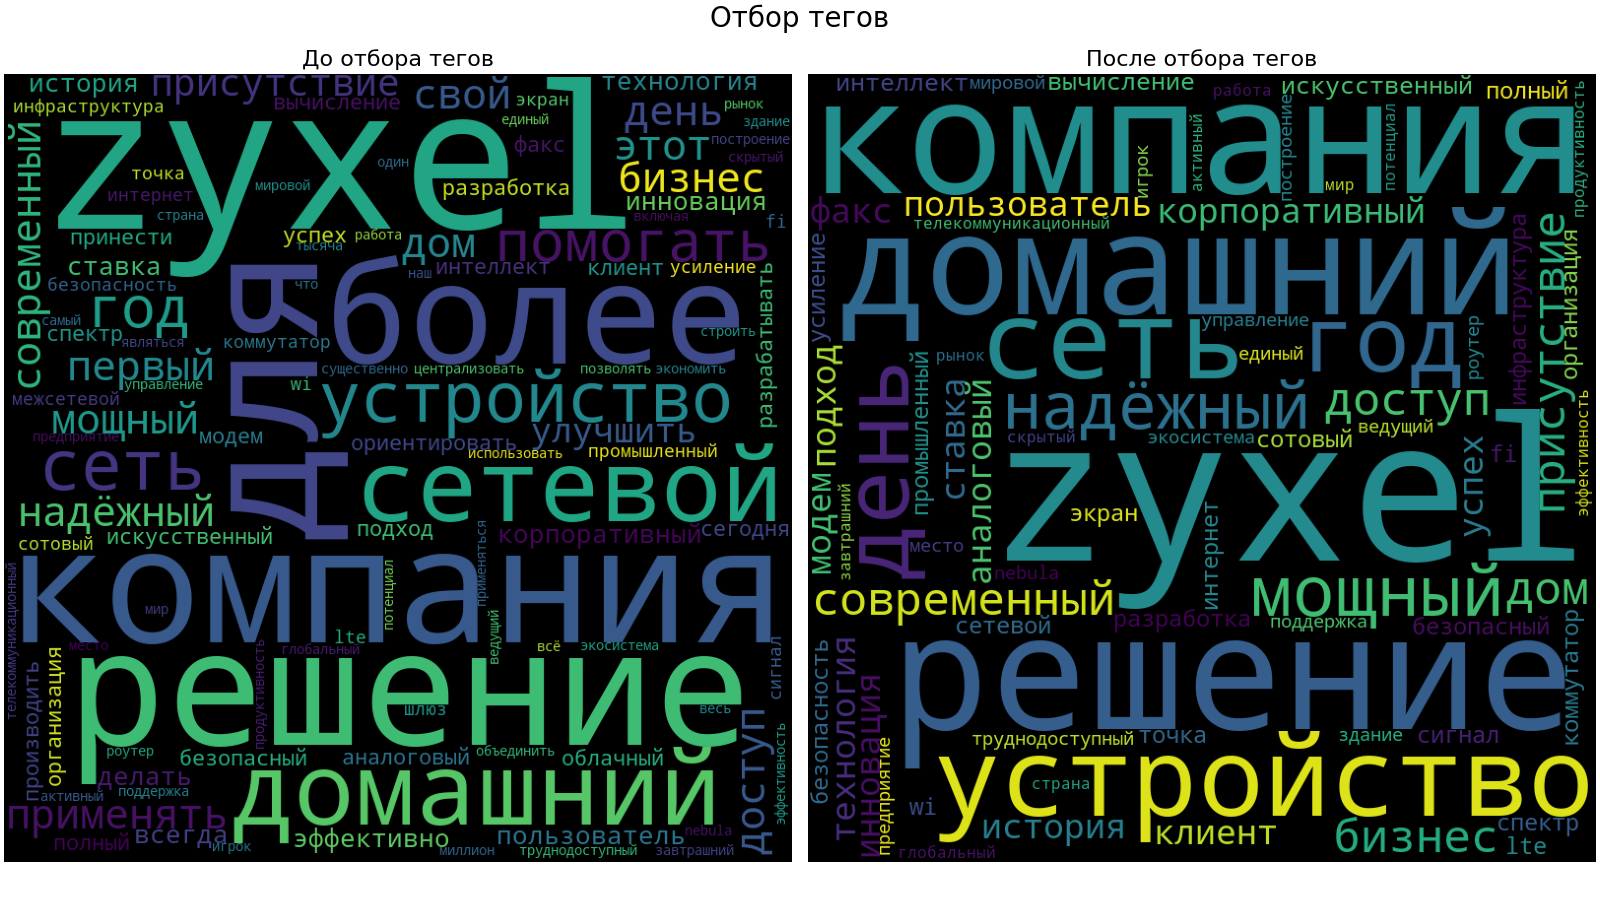 Отбор тегов
До отбора тегов
история
присутствие
технология
инфраструктура
вычисление
свой
экран
день
рынок
единый
здание
zyxel
факс
этот
построение
скрытый
современный
точка
один
мировой
интернет
разработка
бизнес
инновация
страна
включая
fi
принести
успех
работа
тысяча
дом
помогать
ставка
наш
интеллект
клиент
усиление
безопасность
для
что
более
год
самый
спектр
являться
коммутатор
строить
разрабатывать
первый
существенно
централизовать
позволять
экономить
управление
wi
устройство
межсетевой
мощный
модем
предприятие
ориентировать
улучшить
использовать
промышленный
сеть
сетевой
надёжный
подход
корпоративный
сегодня
сотовый
искусственный
применяться
компания
телекоммуникационный
мир
потенциал
lte
ведущий
место
глобальный
всё
экосистема
сигнал
производить
организация
продуктивность
решение
шлюз
весь
роутер
безопасный
аналоговый
объединить
облачный
доступ
эффективность
делать
поддержка
активный
домашний
применять
полный
всегда
игрок
эффективно
пользователь
nebula
миллион
труднодоступный
завтрашний
После отбора тегов
интеллект
мировой
вычисление
работа
искусственный
полный
компания
активный
построение
потенциал
продуктивность
игрок
мир
факс
пользователь
корпоративный
телекоммуникационный
усиление
домашний
инфраструктура
присутствие
организация
сеть
управление
год
роутер
единый
рынок
подход
день
промышленный
ставка
аналоговый
надёжный
доступ
ведущий
скрытый
экосистема
сотовый
эффективность
модем
завтрашний
zyxel
успех
fi
экран
интернет
место
nebula
современный
мощный
дом
сетевой
разработка
поддержка
безопасный
безопасность
технология
инновация
решение
коммутатор
труднодоступный
точка
здание
сигнал
предприятие
устройство
страна
wi
история
клиент
бизнес
спектр
lte
глобальный